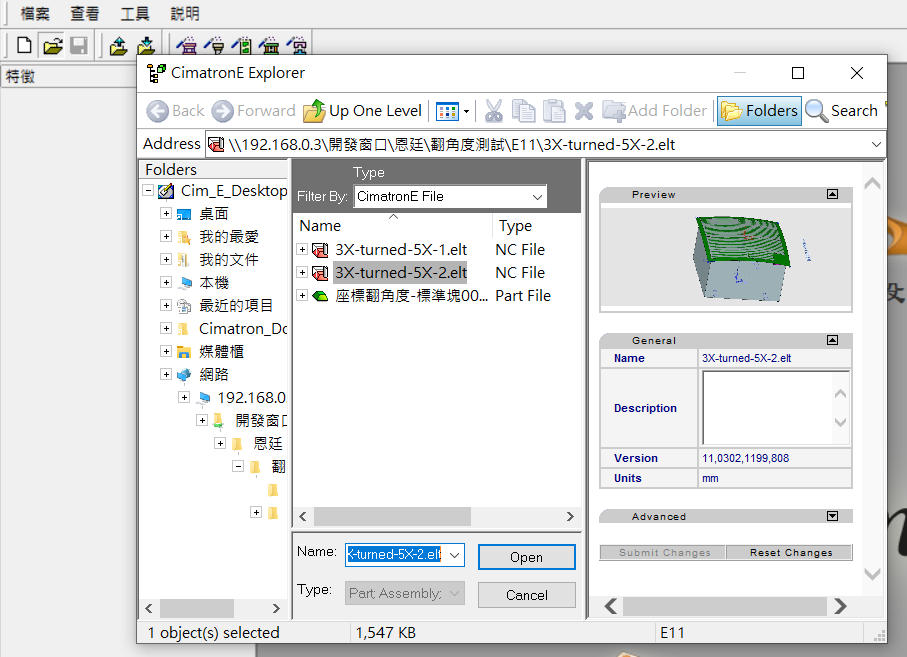 檔案 查看 工具 說明
特徵
CimatronE Explorer
Back Forward Up One Level Add Folder Folders Search
Address \\192.168.0.3\開發窗口\恩廷\翻角度測試\E11\3X-turned-5X-2.elt
Folders
Cim_E_Desktop
桌面
我的最愛
我的文件
本機
最近的項目
Cimatron_Do
媒體櫃
網路
192.168.0
開發窗口
恩廷
翻
Type
Filter By: CimatronE File
Name Type
3X-turned-5X-1.elt NC File
3X-turned-5X-2.elt NC File
座標翻角度-標準塊00... Part File
Name: X-turned-5X-2.elt Open
Type: Part Assembly: Cancel
Preview
General
Name 3X-turned-5X-2.elt
Description
Version 11,0302,1199,808
Units mm
Advanced
Submit Changes Reset Changes
1 object(s) selected 1,547 KB E11